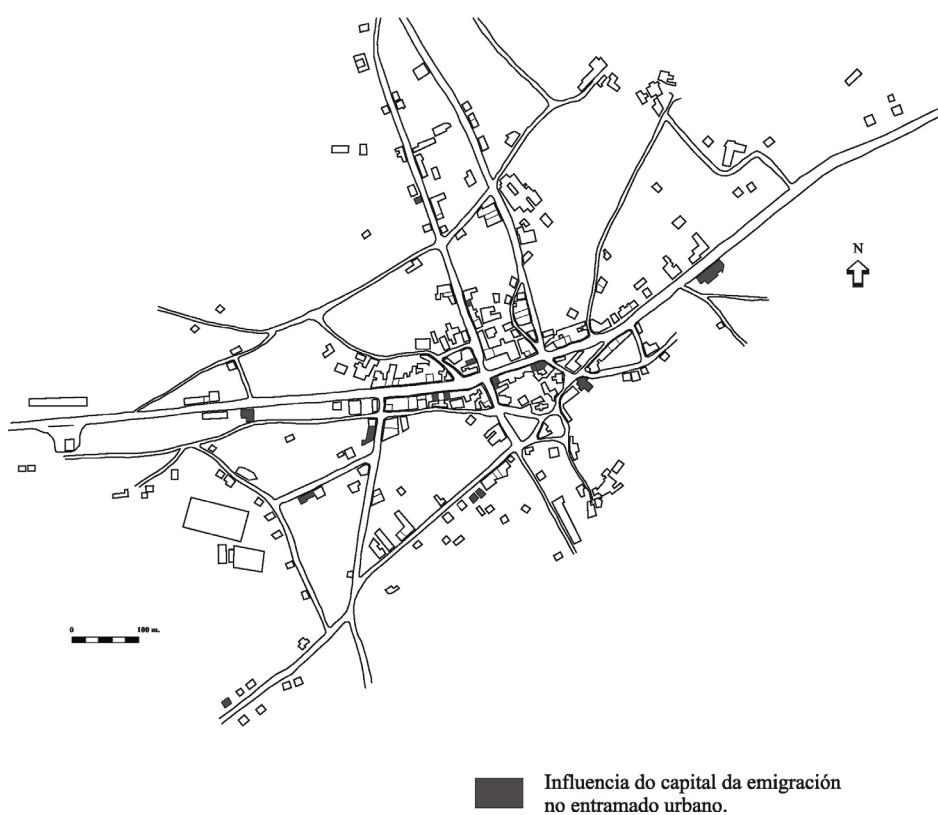 N
0 100 m.
Influencia do capital da emigración
no entramado urbano.